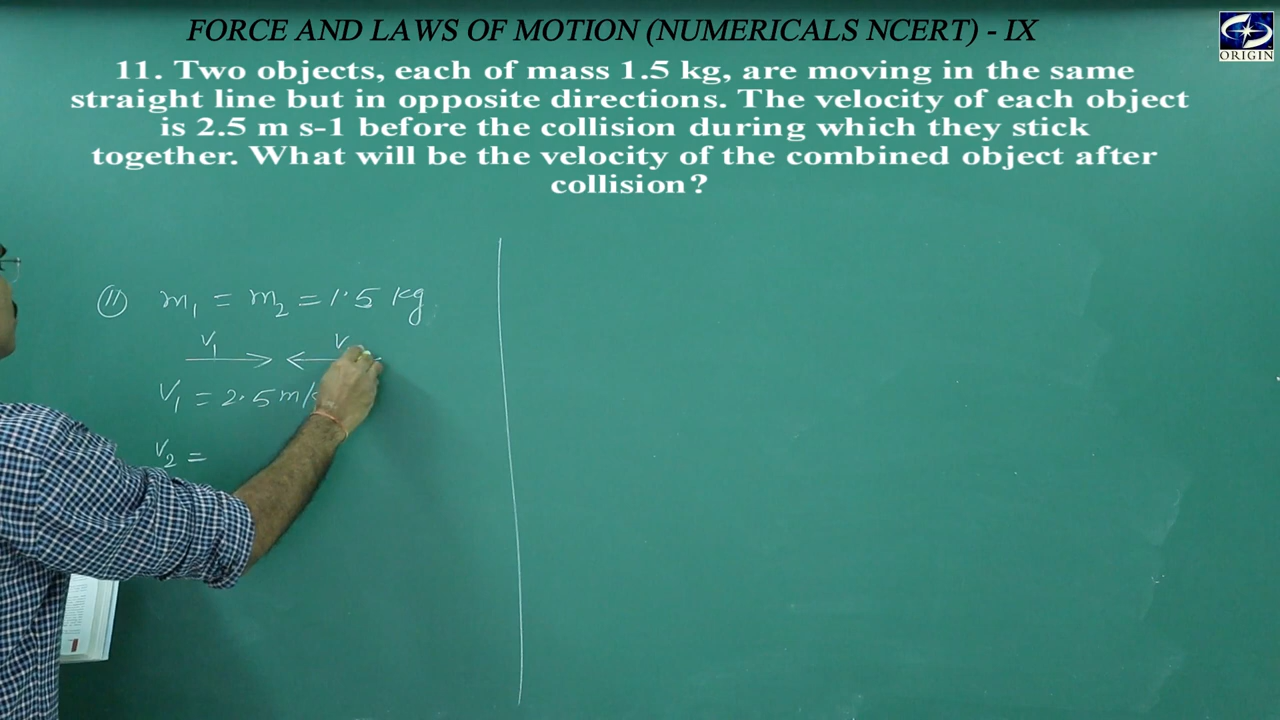 FORCE AND LAWS OF MOTION (NUMERICALS NCERT) - IX
ORIGIN
11. Two objects, each of mass 1.5 kg, are moving in the same
straight line but in opposite directions. The velocity of each object
is 2.5 m s-1 before the collision during which they stick
together. What will be the velocity of the combined object after
collision?
11 m₁ = m₂ = 1.5 kg
v₁ v
v₁ = 2.5 m/
v₂ =